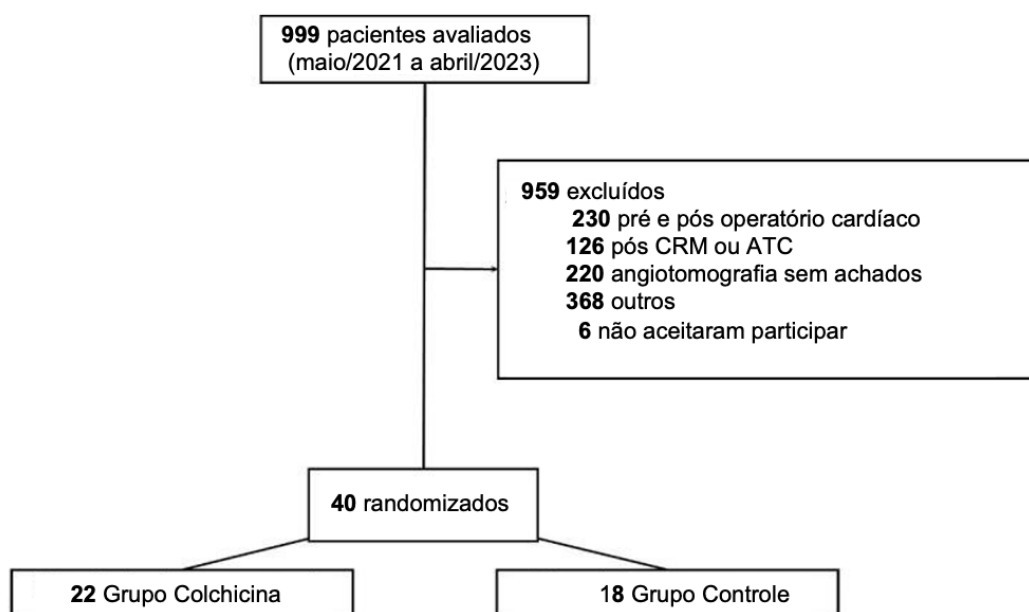 999 pacientes avaliados
(maio/2021 a abril/2023)
959 excluídos
230 pré e pós operatório cardíaco
126 pós CRM ou ATC
220 angiotomografia sem achados
368 outros
6 não aceitaram participar
40 randomizados
22 Grupo Colchicina
18 Grupo Controle